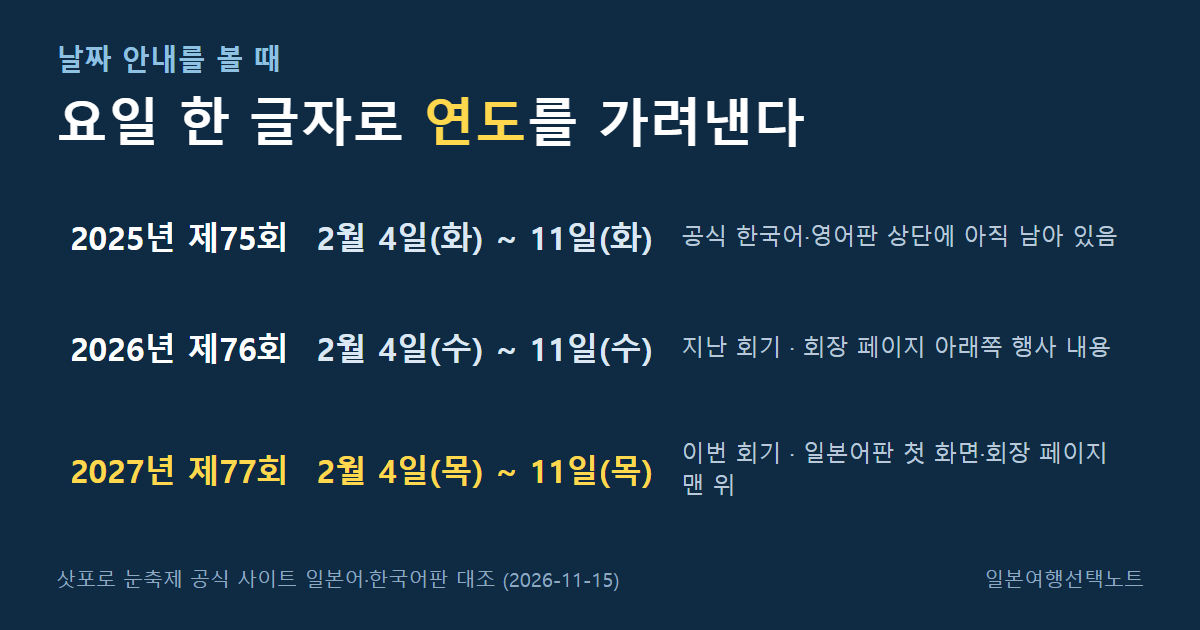 날짜 안내를 볼 때
요일 한 글자로 연도를 가려낸다
2025년 제75회 2월 4일(화) ~ 11일(화) 공식 한국어·영어판 상단에 아직 남아 있음
2026년 제76회 2월 4일(수) ~ 11일(수) 지난 회기 · 회장 페이지 아래쪽 행사 내용
2027년 제77회 2월 4일(목) ~ 11일(목) 이번 회기 · 일본어판 첫 화면·회장 페이지
맨 위
삿포로 눈축제 공식 사이트 일본어·한국어판 대조 (2026-11-15) 일본여행선택노트